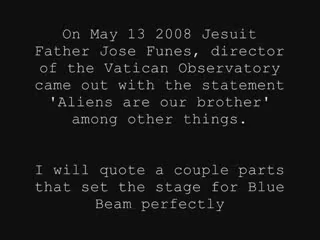 On May 13 2008 Jesuit
Father Jose Funes, director
of the Vatican Observatory
came out with the statement
'Aliens are our brother'
among other things.
I will quote a couple parts
that set the stage for Blue
Beam perfectly